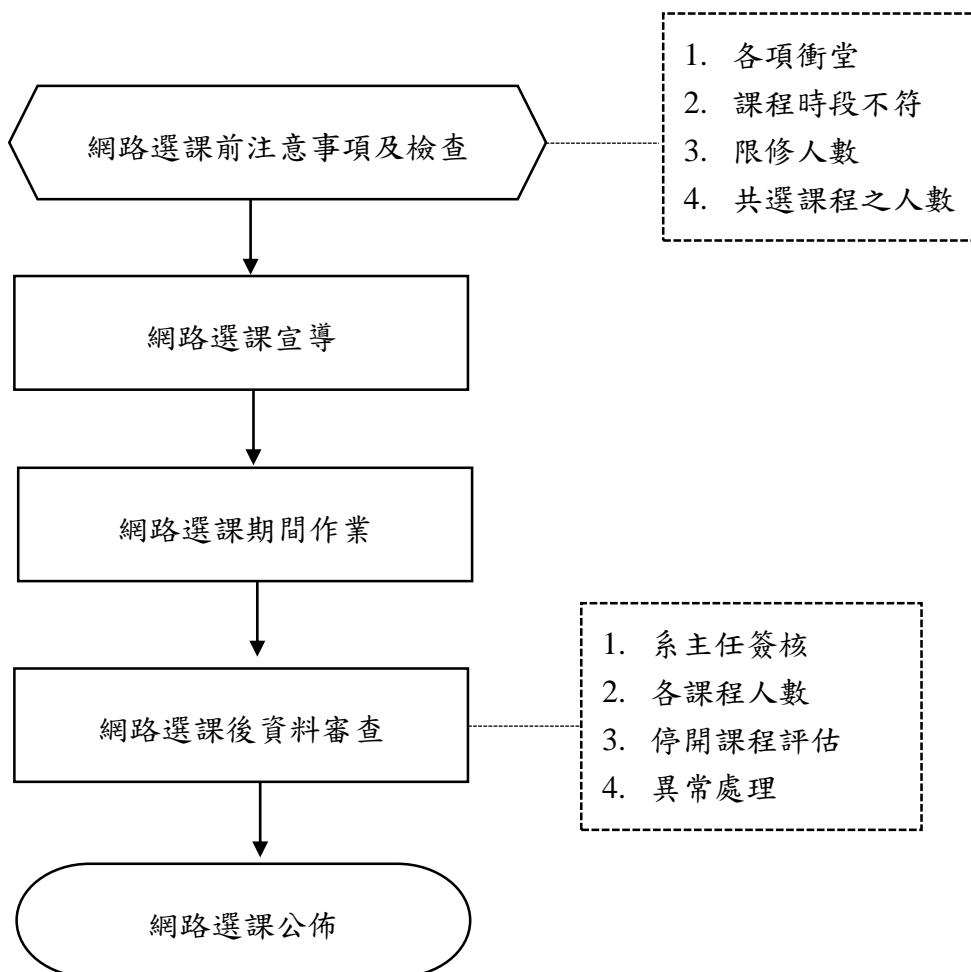 網路選課前注意事項及檢查
1. 各項衝堂
2. 課程時段不符
3. 限修人數
4. 共選課程之人數
網路選課宣導
網路選課期間作業
網路選課後資料審查
1. 系主任簽核
2. 各課程人數
3. 停開課程評估
4. 異常處理
網路選課公佈